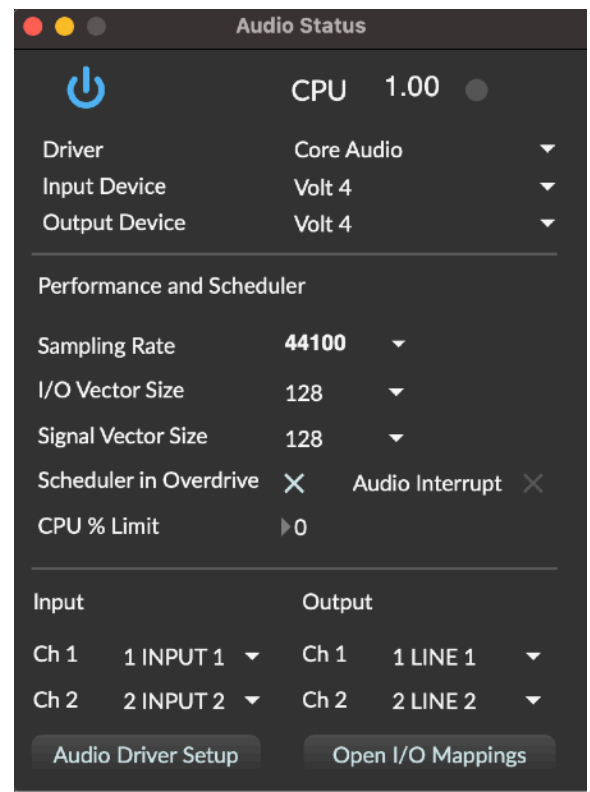 Audio Status
CPU 1.00
Driver Core Audio
Input Device Volt 4
Output Device Volt 4
Performance and Scheduler
Sampling Rate 44100
I/O Vector Size 128
Signal Vector Size 128
Scheduler in Overdrive Audio Interrupt
CPU % Limit 0
Input Output
Ch 1 1 INPUT 1 Ch 1 1 LINE 1
Ch 2 2 INPUT 2 Ch 2 2 LINE 2
Audio Driver Setup Open I/O Mappings